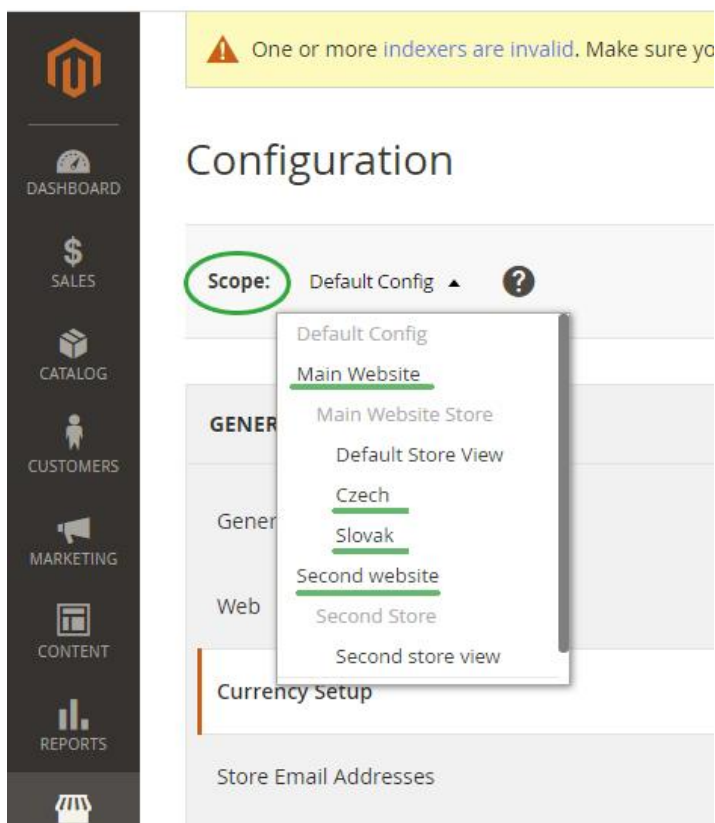 One or more indexers are invalid. Make sure yo
Configuration
DASHBOARD
SALES
CATALOG
CUSTOMERS
MARKETING
CONTENT
REPORTS
Scope: Default Config
Default Config
Main Website
Main Website Store
Default Store View
Czech
Slovak
Second website
Second Store
Second store view
GENER
Gener
Web
Currency Setup
Store Email Addresses